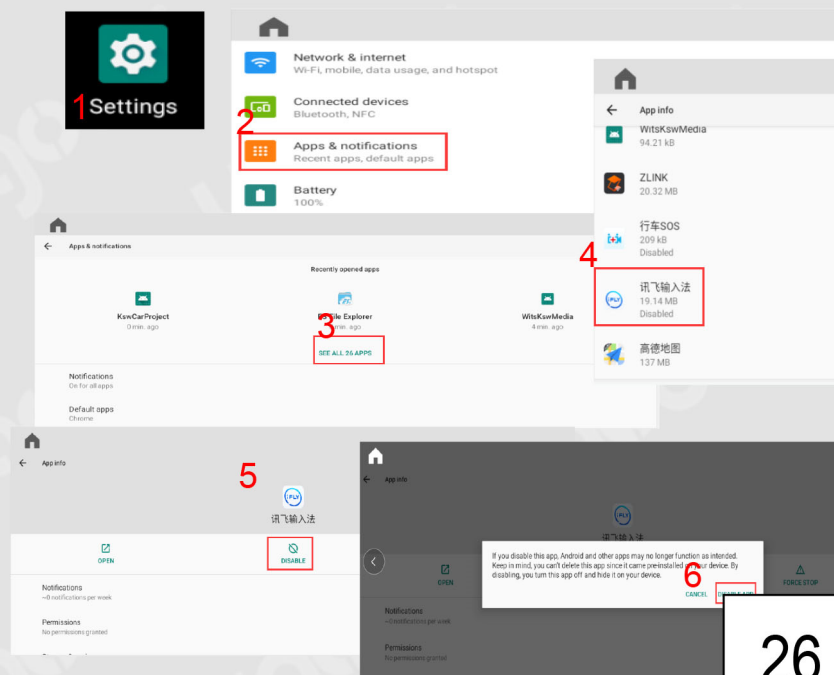 1 Settings
2
Network & internet
Wi-Fi, mobile, data usage, and hotspot
Connected devices
Bluetooth, NFC
Apps & notifications
Recent apps, default apps
Battery
100%
App info
WitsKswMedia
94.21 kB
ZLINK
20.32 MB
行车SOS
209 kB
Disabled
4
讯飞输入法
19.14 MB
Disabled
高德地图
137 MB
Apps & notifications
Recently opened apps
KswCarProject
0 min. ago
File Explorer
min. ago
WitsKswMedia
4 min. ago
3
SEE ALL 26 APPS
Notifications
On for all apps
Default apps
Chrome
App info
5
iFLY
讯飞输入法
OPEN
DISABLE
Notifications
~0 notifications per week
Permissions
No permissions granted
App info
iFLY
讯飞输入法
If you disable this app, Android and other apps may no longer function as intended.
Keep in mind, you can't delete this app since it came pre-installed on your device. By
disabling, you turn this app off and hide it on your device.
6
CANCEL
OPEN
FORCE STOP
Notifications
~0 notifications per week
Permissions
No permissions granted
26